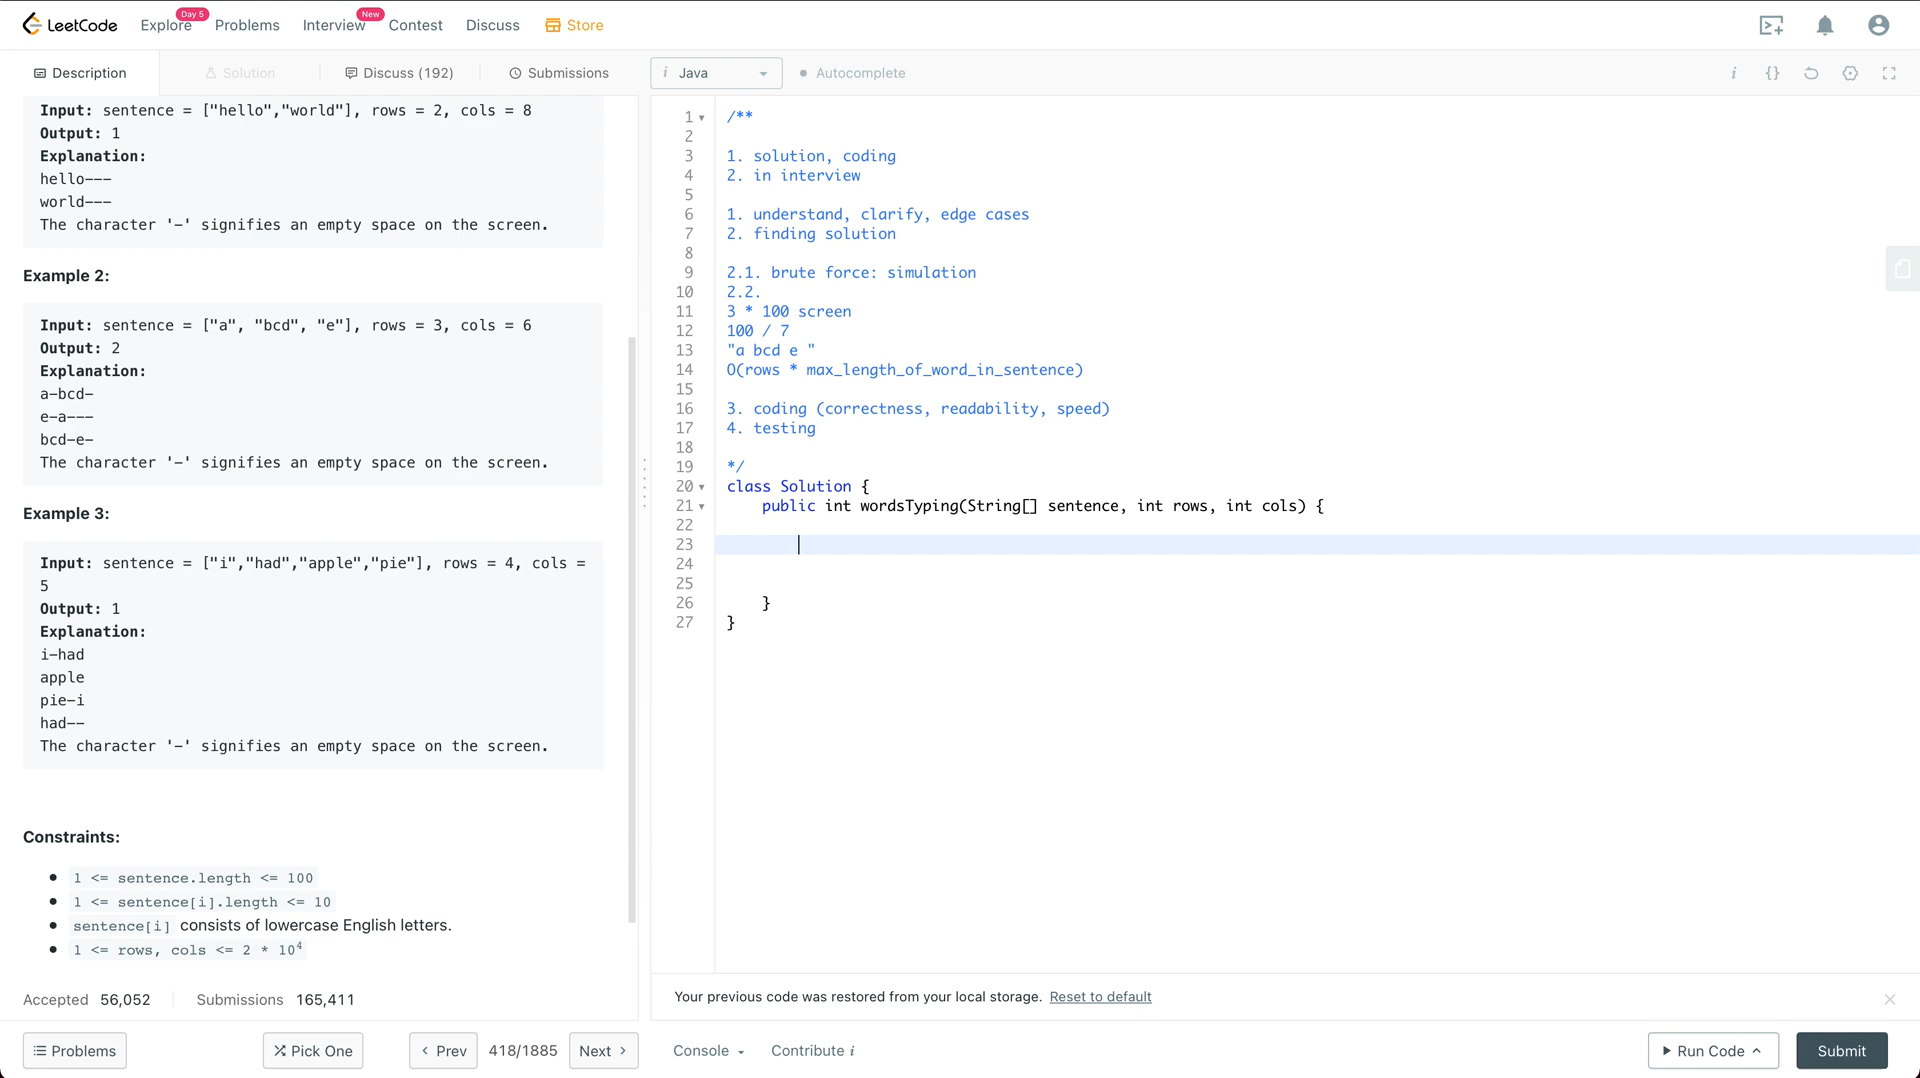 LeetCode
Explore
Day 5
Problems
Interview
New
Contest
Discuss
Store
Description
Solution
Discuss (192)
Submissions
i Java
Autocomplete
i
{}
Input: sentence = ["hello","world"], rows = 2, cols = 8
Output: 1
Explanation:
hello---
world---
The character '-' signifies an empty space on the screen.
Example 2:
Input: sentence = ["a", "bcd", "e"], rows = 3, cols = 6
Output: 2
Explanation:
a-bcd-
e-a---
bcd-e-
The character '-' signifies an empty space on the screen.
Example 3:
Input: sentence = ["i","had","apple","pie"], rows = 4, cols =
5
Output: 1
Explanation:
i-had
apple
pie-i
had--
The character '-' signifies an empty space on the screen.
Constraints:
1 <= sentence.length <= 100
1 <= sentence[i].length <= 10
sentence[i] consists of lowercase English letters.
1 <= rows, cols <= 2 * 10⁴
Accepted 56,052
Submissions 165,411
1 /**
2
3 1. solution, coding
4 2. in interview
5
6 1. understand, clarify, edge cases
7 2. finding solution
8
9 2.1. brute force: simulation
10 2.2.
11 3 * 100 screen
12 100 / 7
13 "a bcd e "
14 O(rows * max_length_of_word_in_sentence)
15
16 3. coding (correctness, readability, speed)
17 4. testing
18
19 */
20 class Solution {
21 public int wordsTyping(String[] sentence, int rows, int cols) {
22
23
24
25
26 }
27 }
Your previous code was restored from your local storage. Reset to default
Problems
Pick One
Prev
418/1885
Next
Console
Contribute i
Run Code
Submit